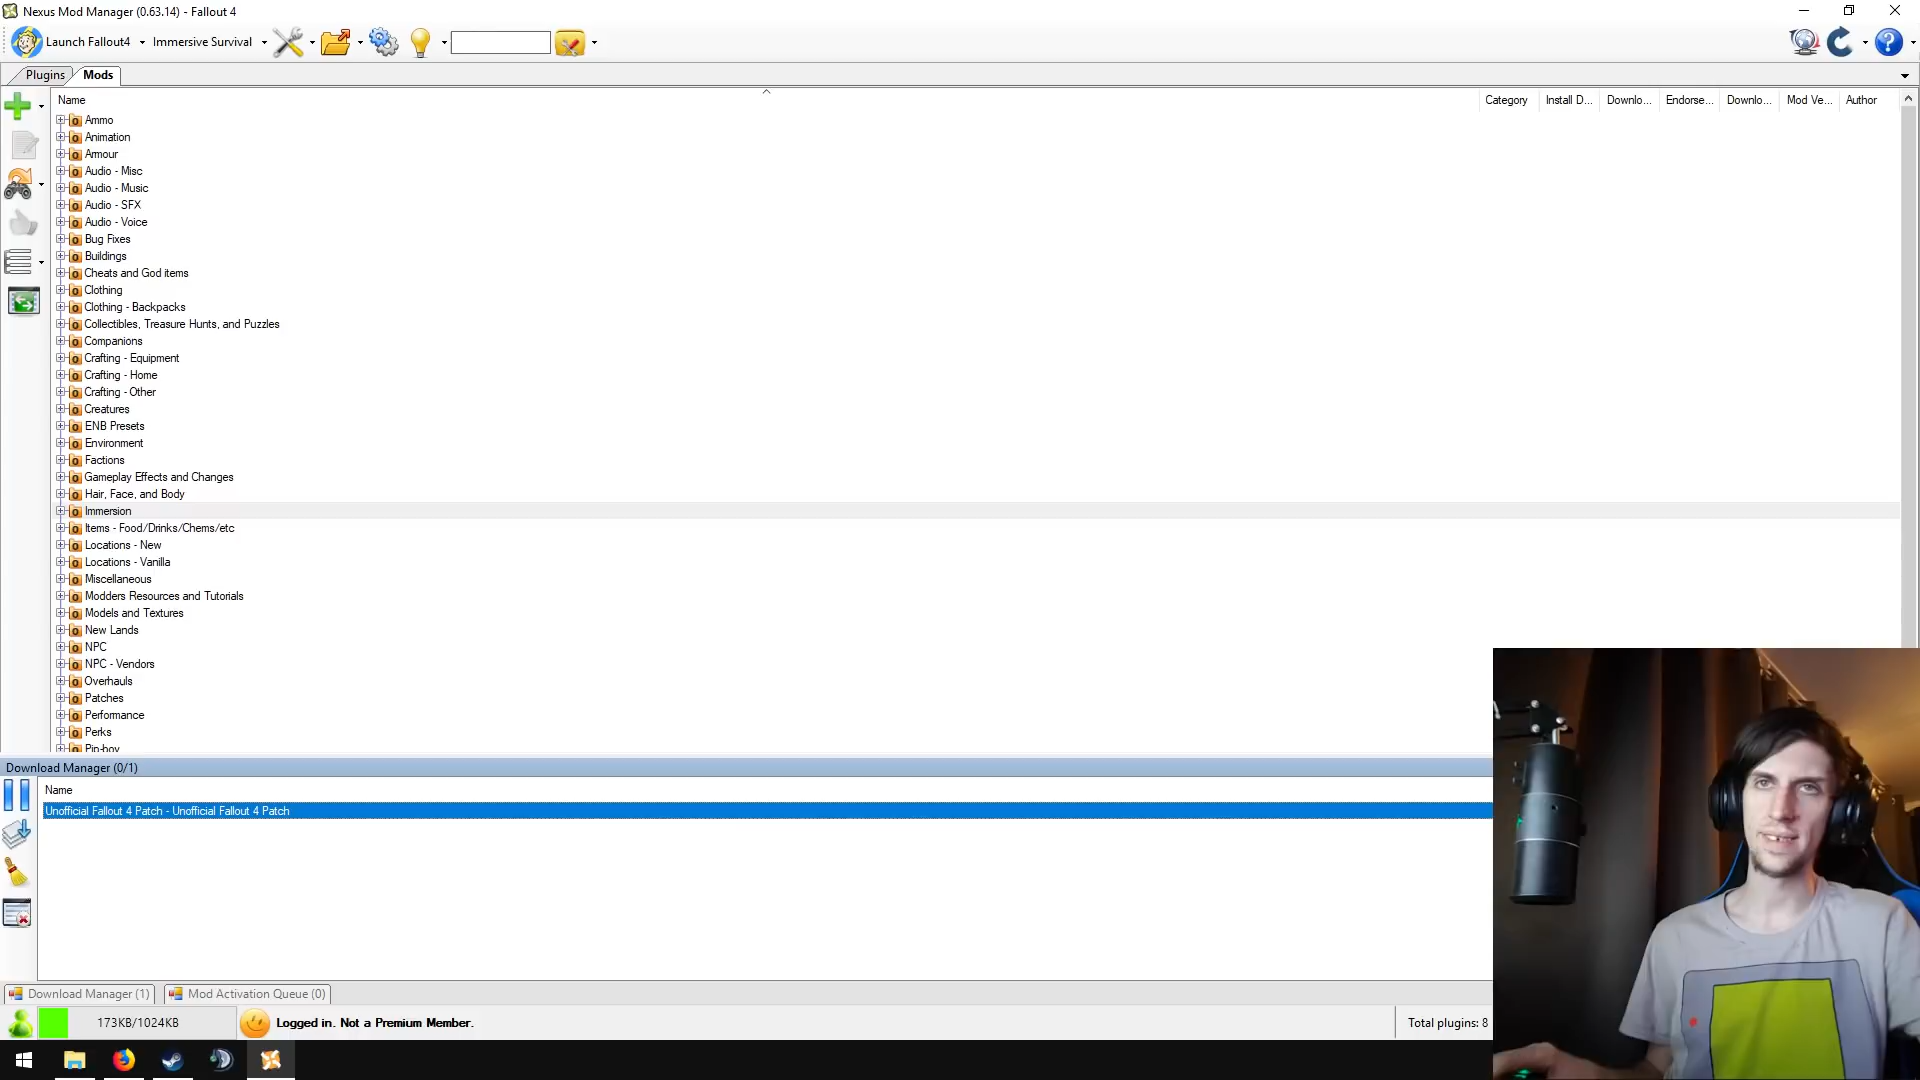 Nexus Mod Manager (0.63.14) - Fallout 4
Launch Fallout4 Immersive Survival
Plugins Mods
Name Category Install D... Downlo... Endorse... Downlo... Mod Ve... Author
Ammo
Animation
Armour
Audio - Misc
Audio - Music
Audio - SFX
Audio - Voice
Bug Fixes
Buildings
Cheats and God items
Clothing
Clothing - Backpacks
Collectibles, Treasure Hunts, and Puzzles
Companions
Crafting - Equipment
Crafting - Home
Crafting - Other
Creatures
ENB Presets
Environment
Factions
Gameplay Effects and Changes
Hair, Face, and Body
Immersion
Items - Food/Drinks/Chems/etc
Locations - New
Locations - Vanilla
Miscellaneous
Modders Resources and Tutorials
Models and Textures
New Lands
NPC
NPC - Vendors
Overhauls
Patches
Performance
Perks
Pip-boy
Download Manager (0/1)
Name
Unofficial Fallout 4 Patch - Unofficial Fallout 4 Patch
Download Manager (1) Mod Activation Queue (0)
173KB/1024KB Logged in. Not a Premium Member. Total plugins: 8